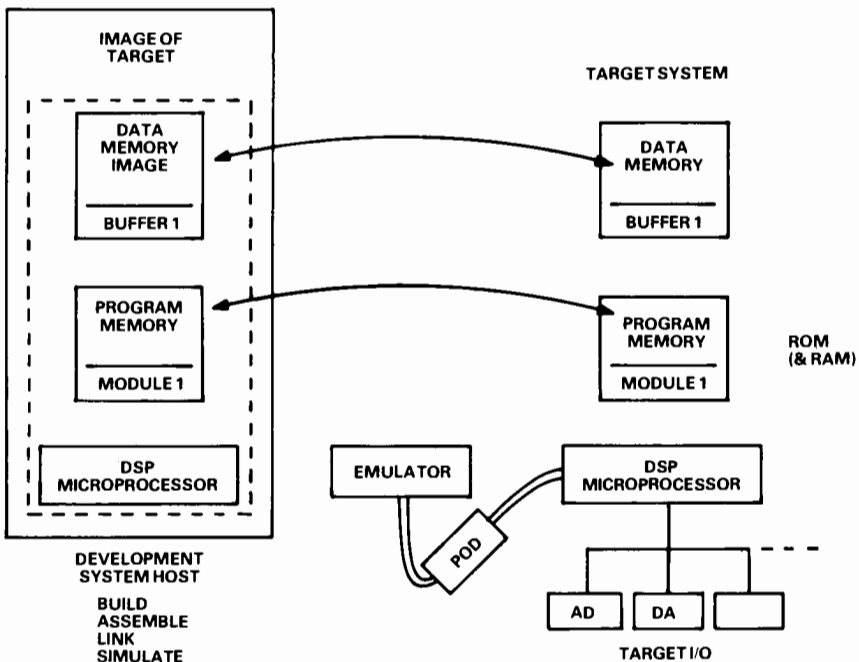 IMAGE OF
TARGET
DATA
MEMORY
IMAGE
BUFFER 1
PROGRAM
MEMORY
MODULE 1
DSP
MICROPROCESSOR
DEVELOPMENT
SYSTEM HOST
BUILD
ASSEMBLE
LINK
SIMULATE
TARGET SYSTEM
DATA
MEMORY
BUFFER 1
PROGRAM
MEMORY
MODULE 1
ROM
(& RAM)
EMULATOR
POD
DSP
MICROPROCESSOR
AD
DA
TARGET I/O